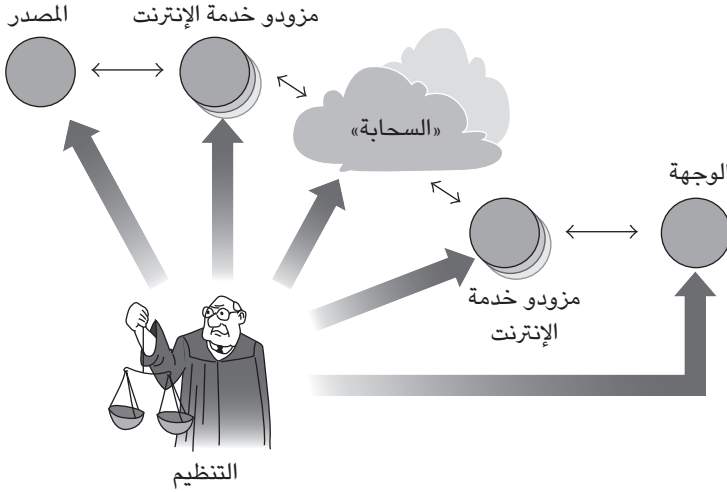 المصدر
مزودو خدمة الإنترنت
«السحابة»
الوجهة
مزودو خدمة
الإنترنت
التنظيم